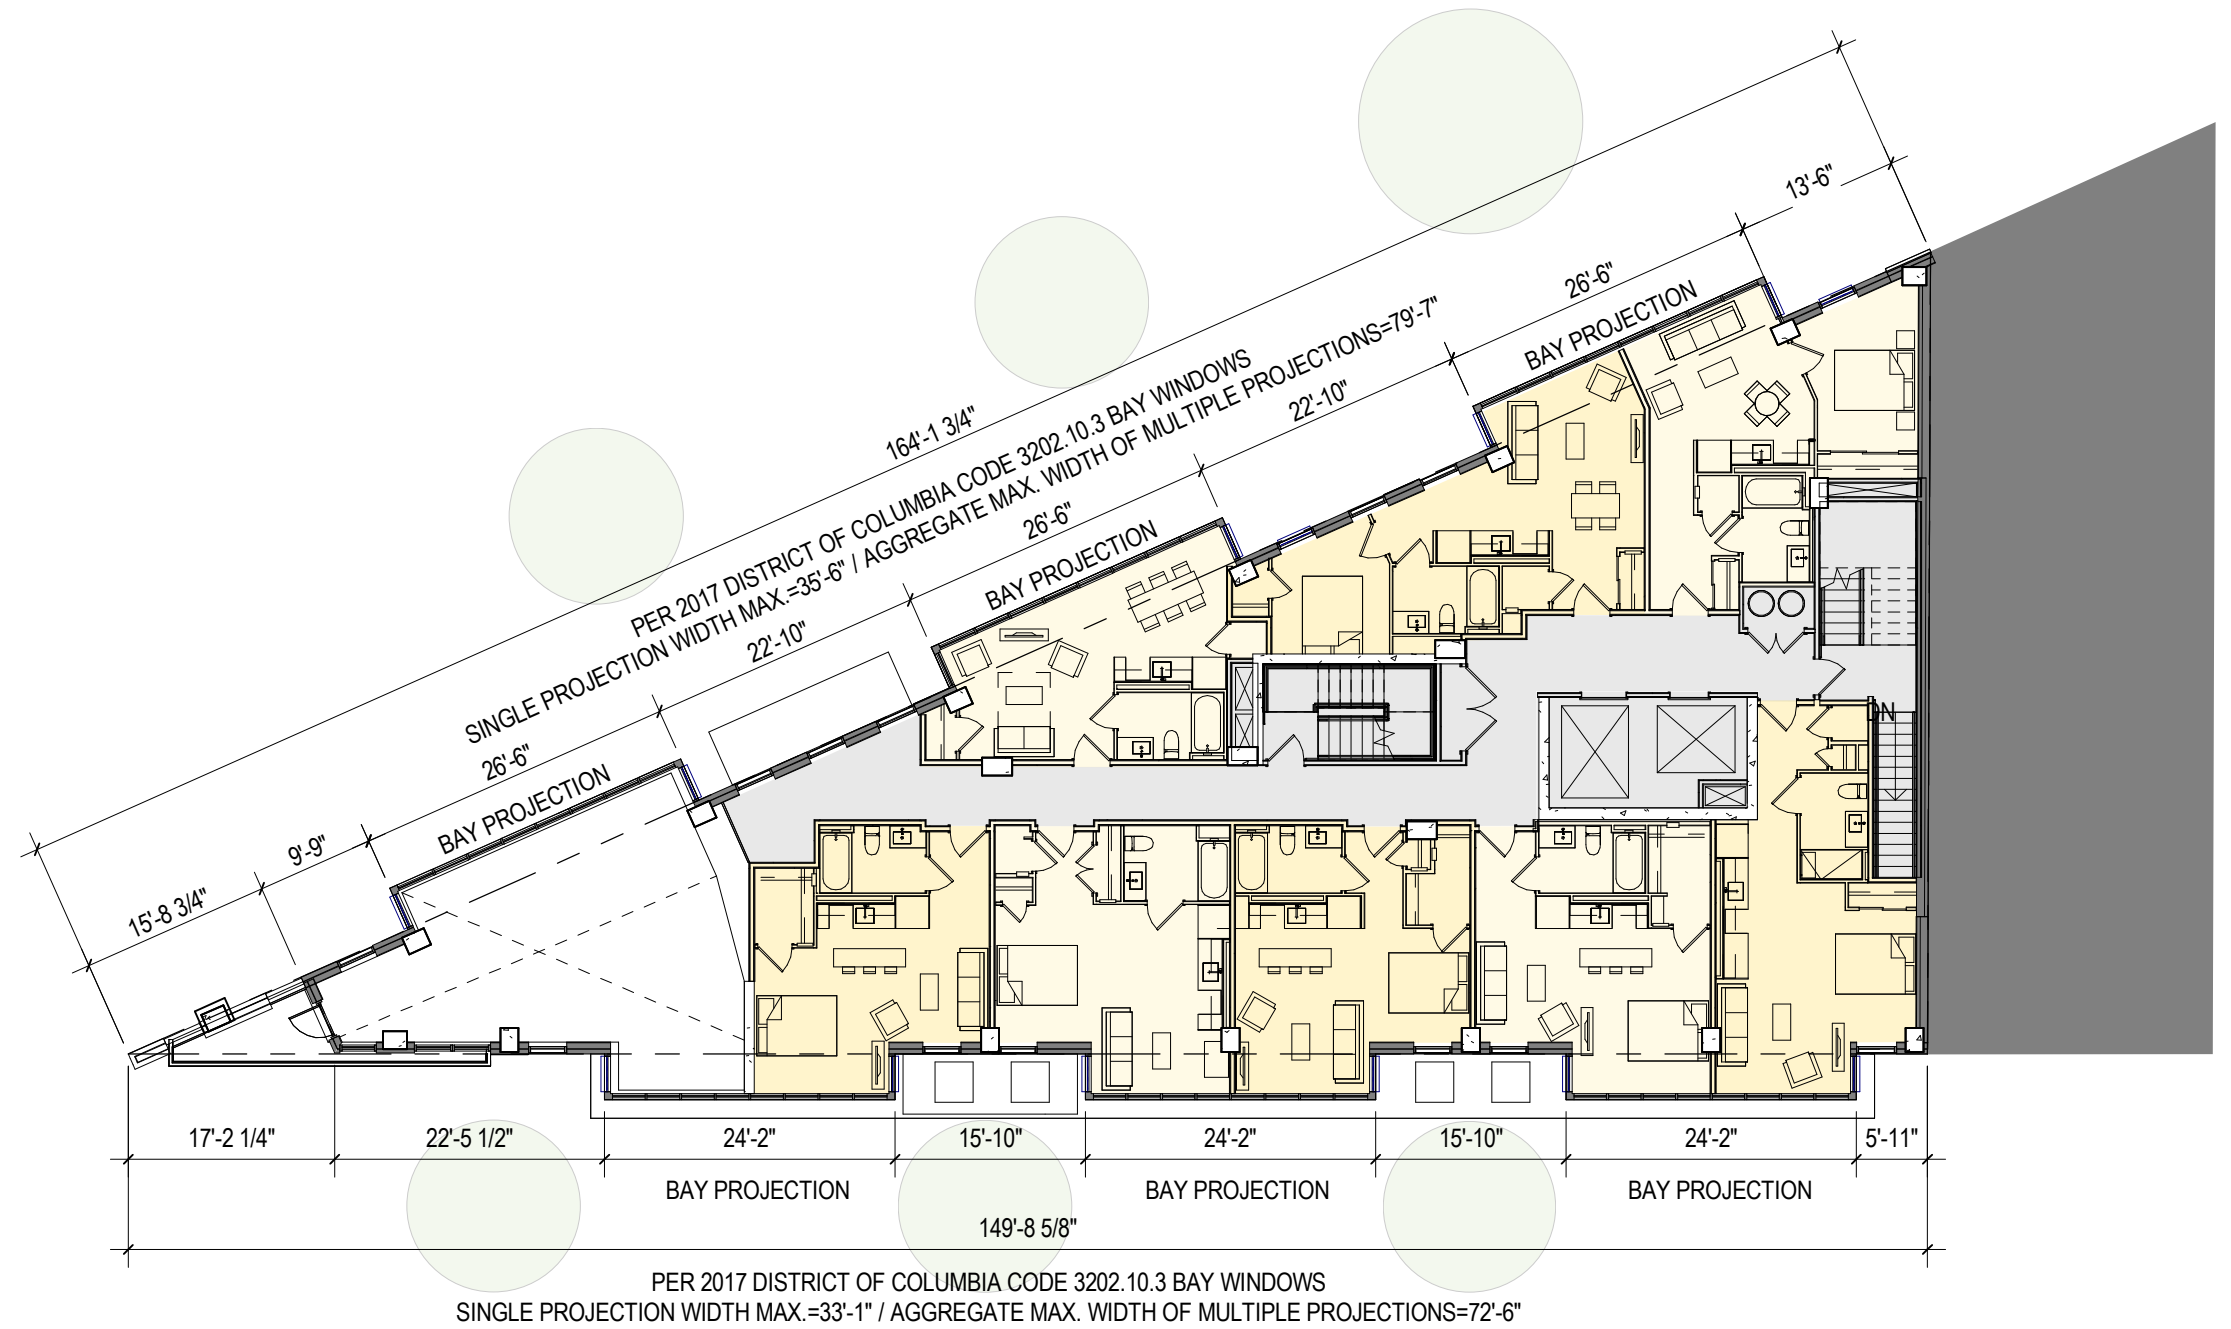 13'-6"
26'-6"
BAY PROJECTION
164'-1 3/4"
PER 2017 DISTRICT OF COLUMBIA CODE 3202.10.3 BAY WINDOWS
SINGLE PROJECTION WIDTH MAX.=35'-6" / AGGREGATE MAX. WIDTH OF MULTIPLE PROJECTIONS=79'-7"
22'-10"
26'-6"
BAY PROJECTION
22'-10"
26'-6"
BAY PROJECTION
9'-9"
15'-8 3/4"
DN
17'-2 1/4"
22'-5 1/2"
24'-2"
15'-10"
24'-2"
15'-10"
24'-2"
5'-11"
BAY PROJECTION
BAY PROJECTION
BAY PROJECTION
149'-8 5/8"
PER 2017 DISTRICT OF COLUMBIA CODE 3202.10.3 BAY WINDOWS
SINGLE PROJECTION WIDTH MAX.=33'-1" / AGGREGATE MAX. WIDTH OF MULTIPLE PROJECTIONS=72'-6"